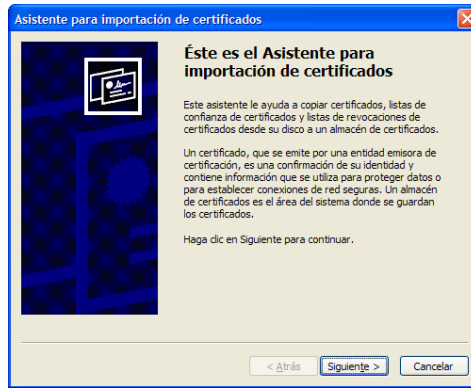 Asistente para importación de certificados
Éste es el Asistente para
importación de certificados
Este asistente le ayuda a copiar certificados, listas de
confianza de certificados y listas de revocaciones de
certificados desde su disco a un almacén de certificados.
Un certificado, que se emite por una entidad emisora de
certificación, es una confirmación de su identidad y
contiene información que se utiliza para proteger datos o
para establecer conexiones de red seguras. Un almacén
de certificados es el área del sistema donde se guardan
los certificados.
Haga clic en Siguiente para continuar.
< Atrás Siguiente > Cancelar